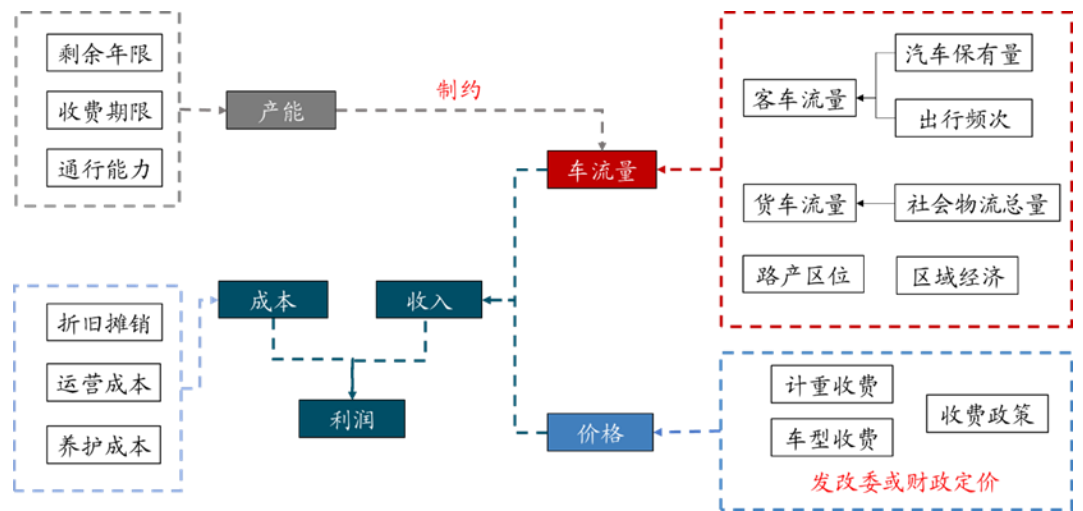 剩余年限
收费期限
通行能力
产能
制约
车流量
客车流量
汽车保有量
出行频次
货车流量
社会物流总量
路产区位
区域经济
折旧摊销
运营成本
养护成本
成本
收入
利润
价格
计重收费
车型收费
收费政策
发改委或财政定价